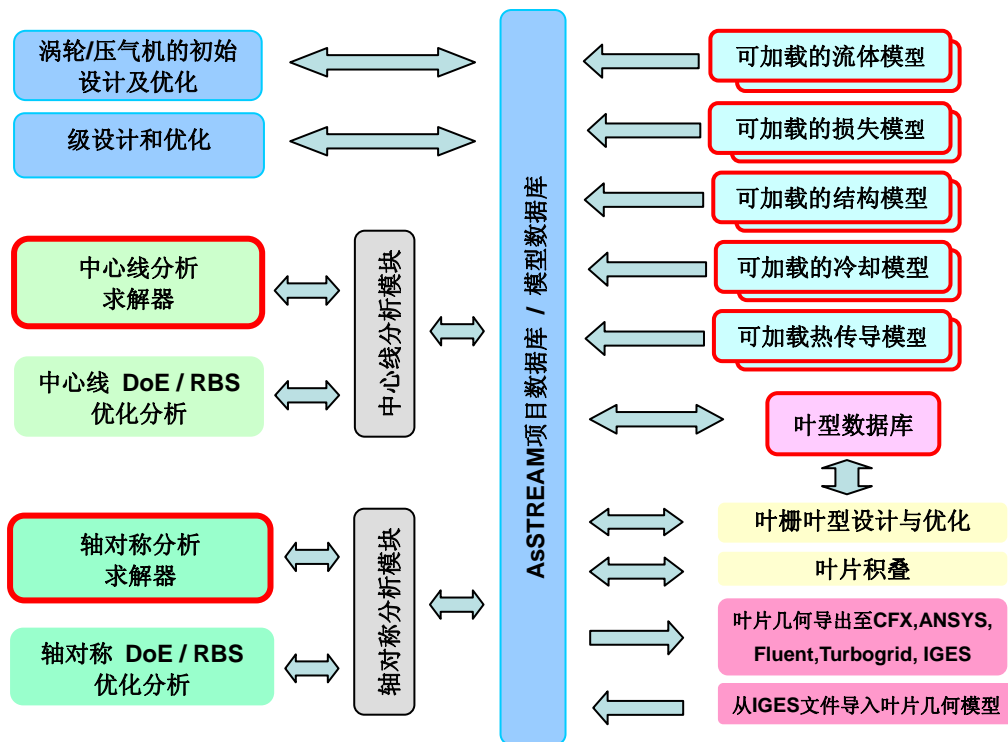 涡轮/压气机的初始
设计及优化
级设计和优化
中心线分析
求解器
中心线 DoE / RBS
优化分析
轴对称分析
求解器
轴对称 DoE / RBS
优化分析
中心线分析模块
轴对称分析模块
AxSTREAM项目数据库 / 模型数据库
可加载的流体模型
可加载的损失模型
可加载的结构模型
可加载的冷却模型
可加载热传导模型
叶型数据库
叶栅叶型设计与优化
叶片积叠
叶片几何导出至CFX,ANSYS,
Fluent,Turbogrid, IGES
从IGES文件导入叶片几何模型